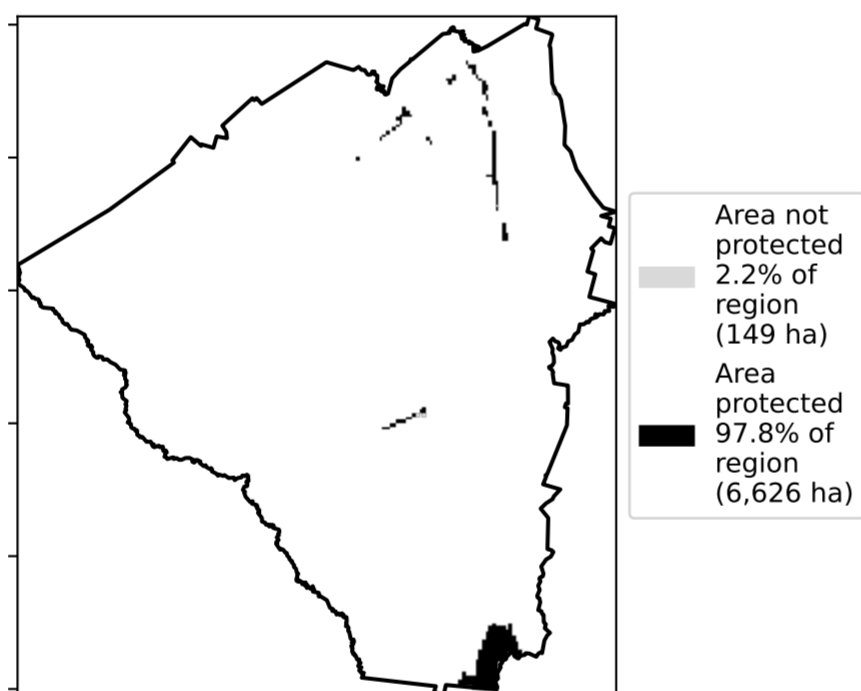 Area not
protected
2.2% of
region
(149 ha)
Area
protected
97.8% of
region
(6,626 ha)